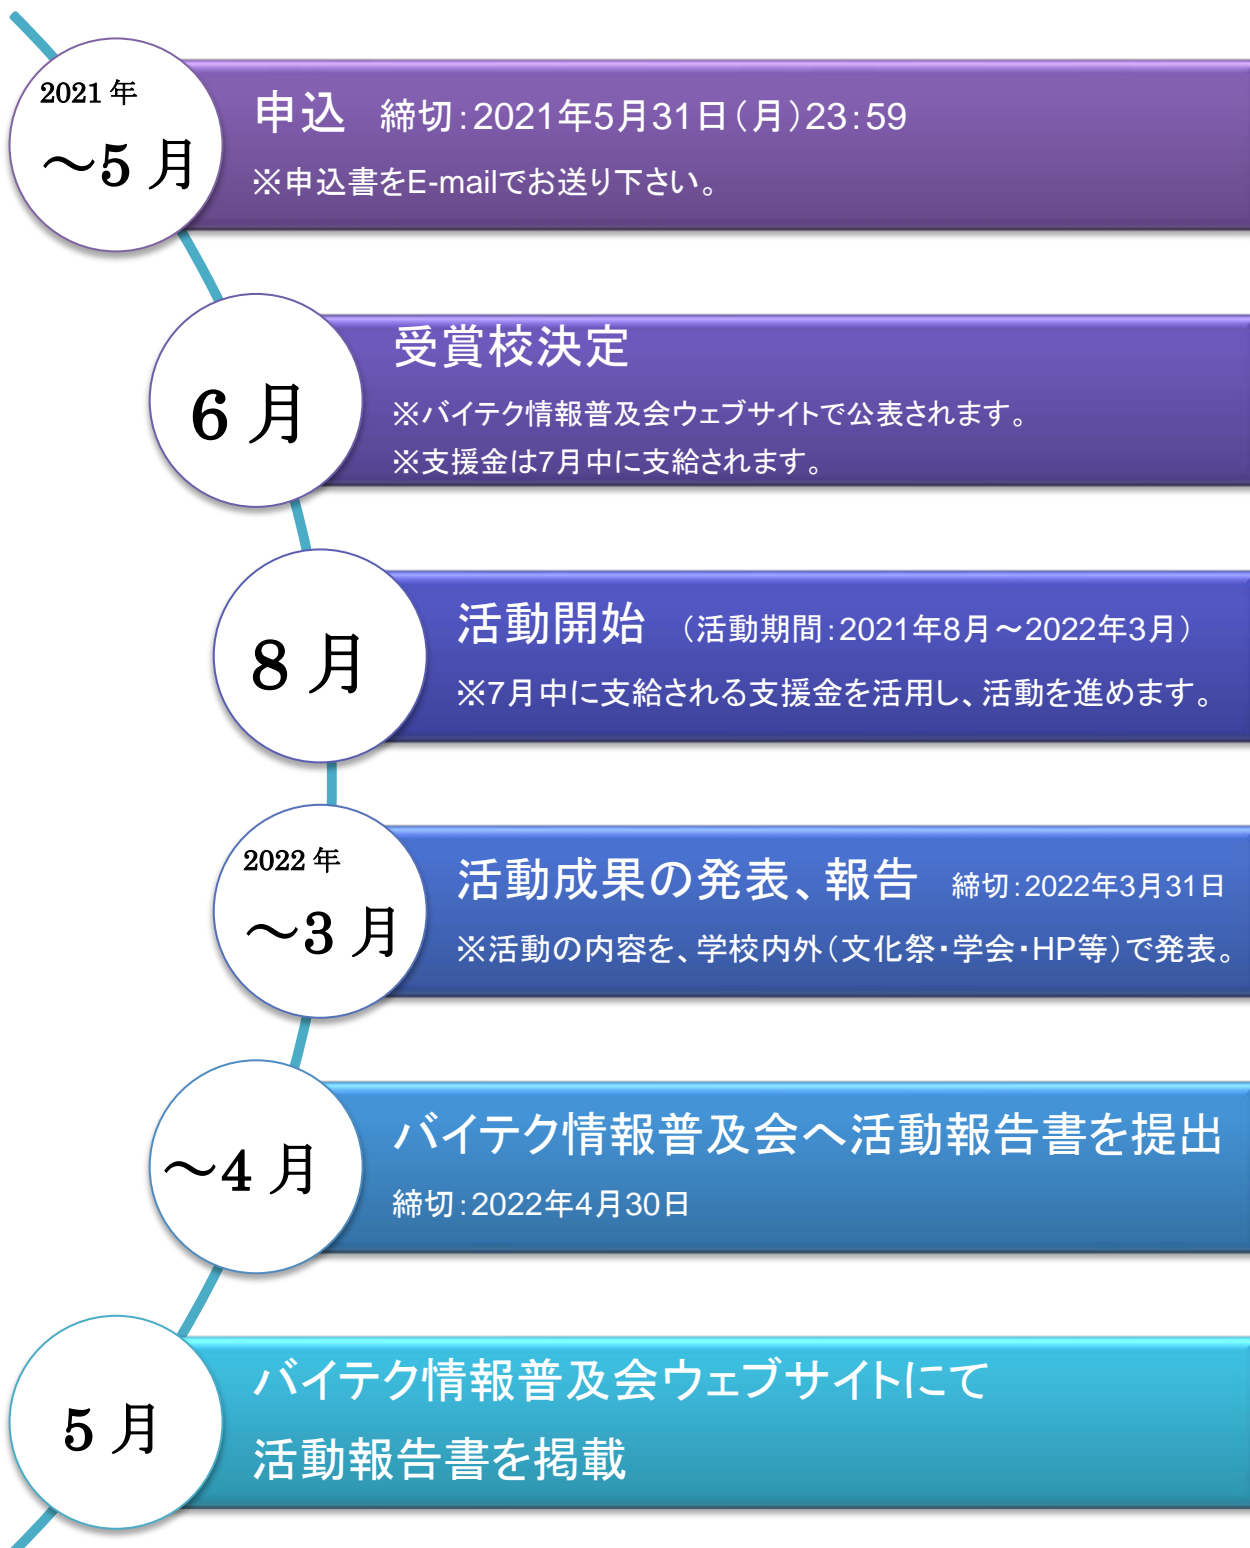 2021 年
～5 月
申込 締切：2021年5月31日（月）23：59
※申込書をE-mailでお送り下さい。
6 月
受賞校決定
※バイテク情報普及会ウェブサイトで公表されます。
※支援金は7月中に支給されます。
8 月
活動開始 （活動期間：2021年8月～2022年3月）
※7月中に支給される支援金を活用し、活動を進めます。
2022 年
～3 月
活動成果の発表、報告 締切：2022年3月31日
※活動の内容を、学校内外（文化祭・学会・HP等）で発表。
～4 月
バイテク情報普及会へ活動報告書を提出
締切：2022年4月30日
5 月
バイテク情報普及会ウェブサイトにて
活動報告書を掲載